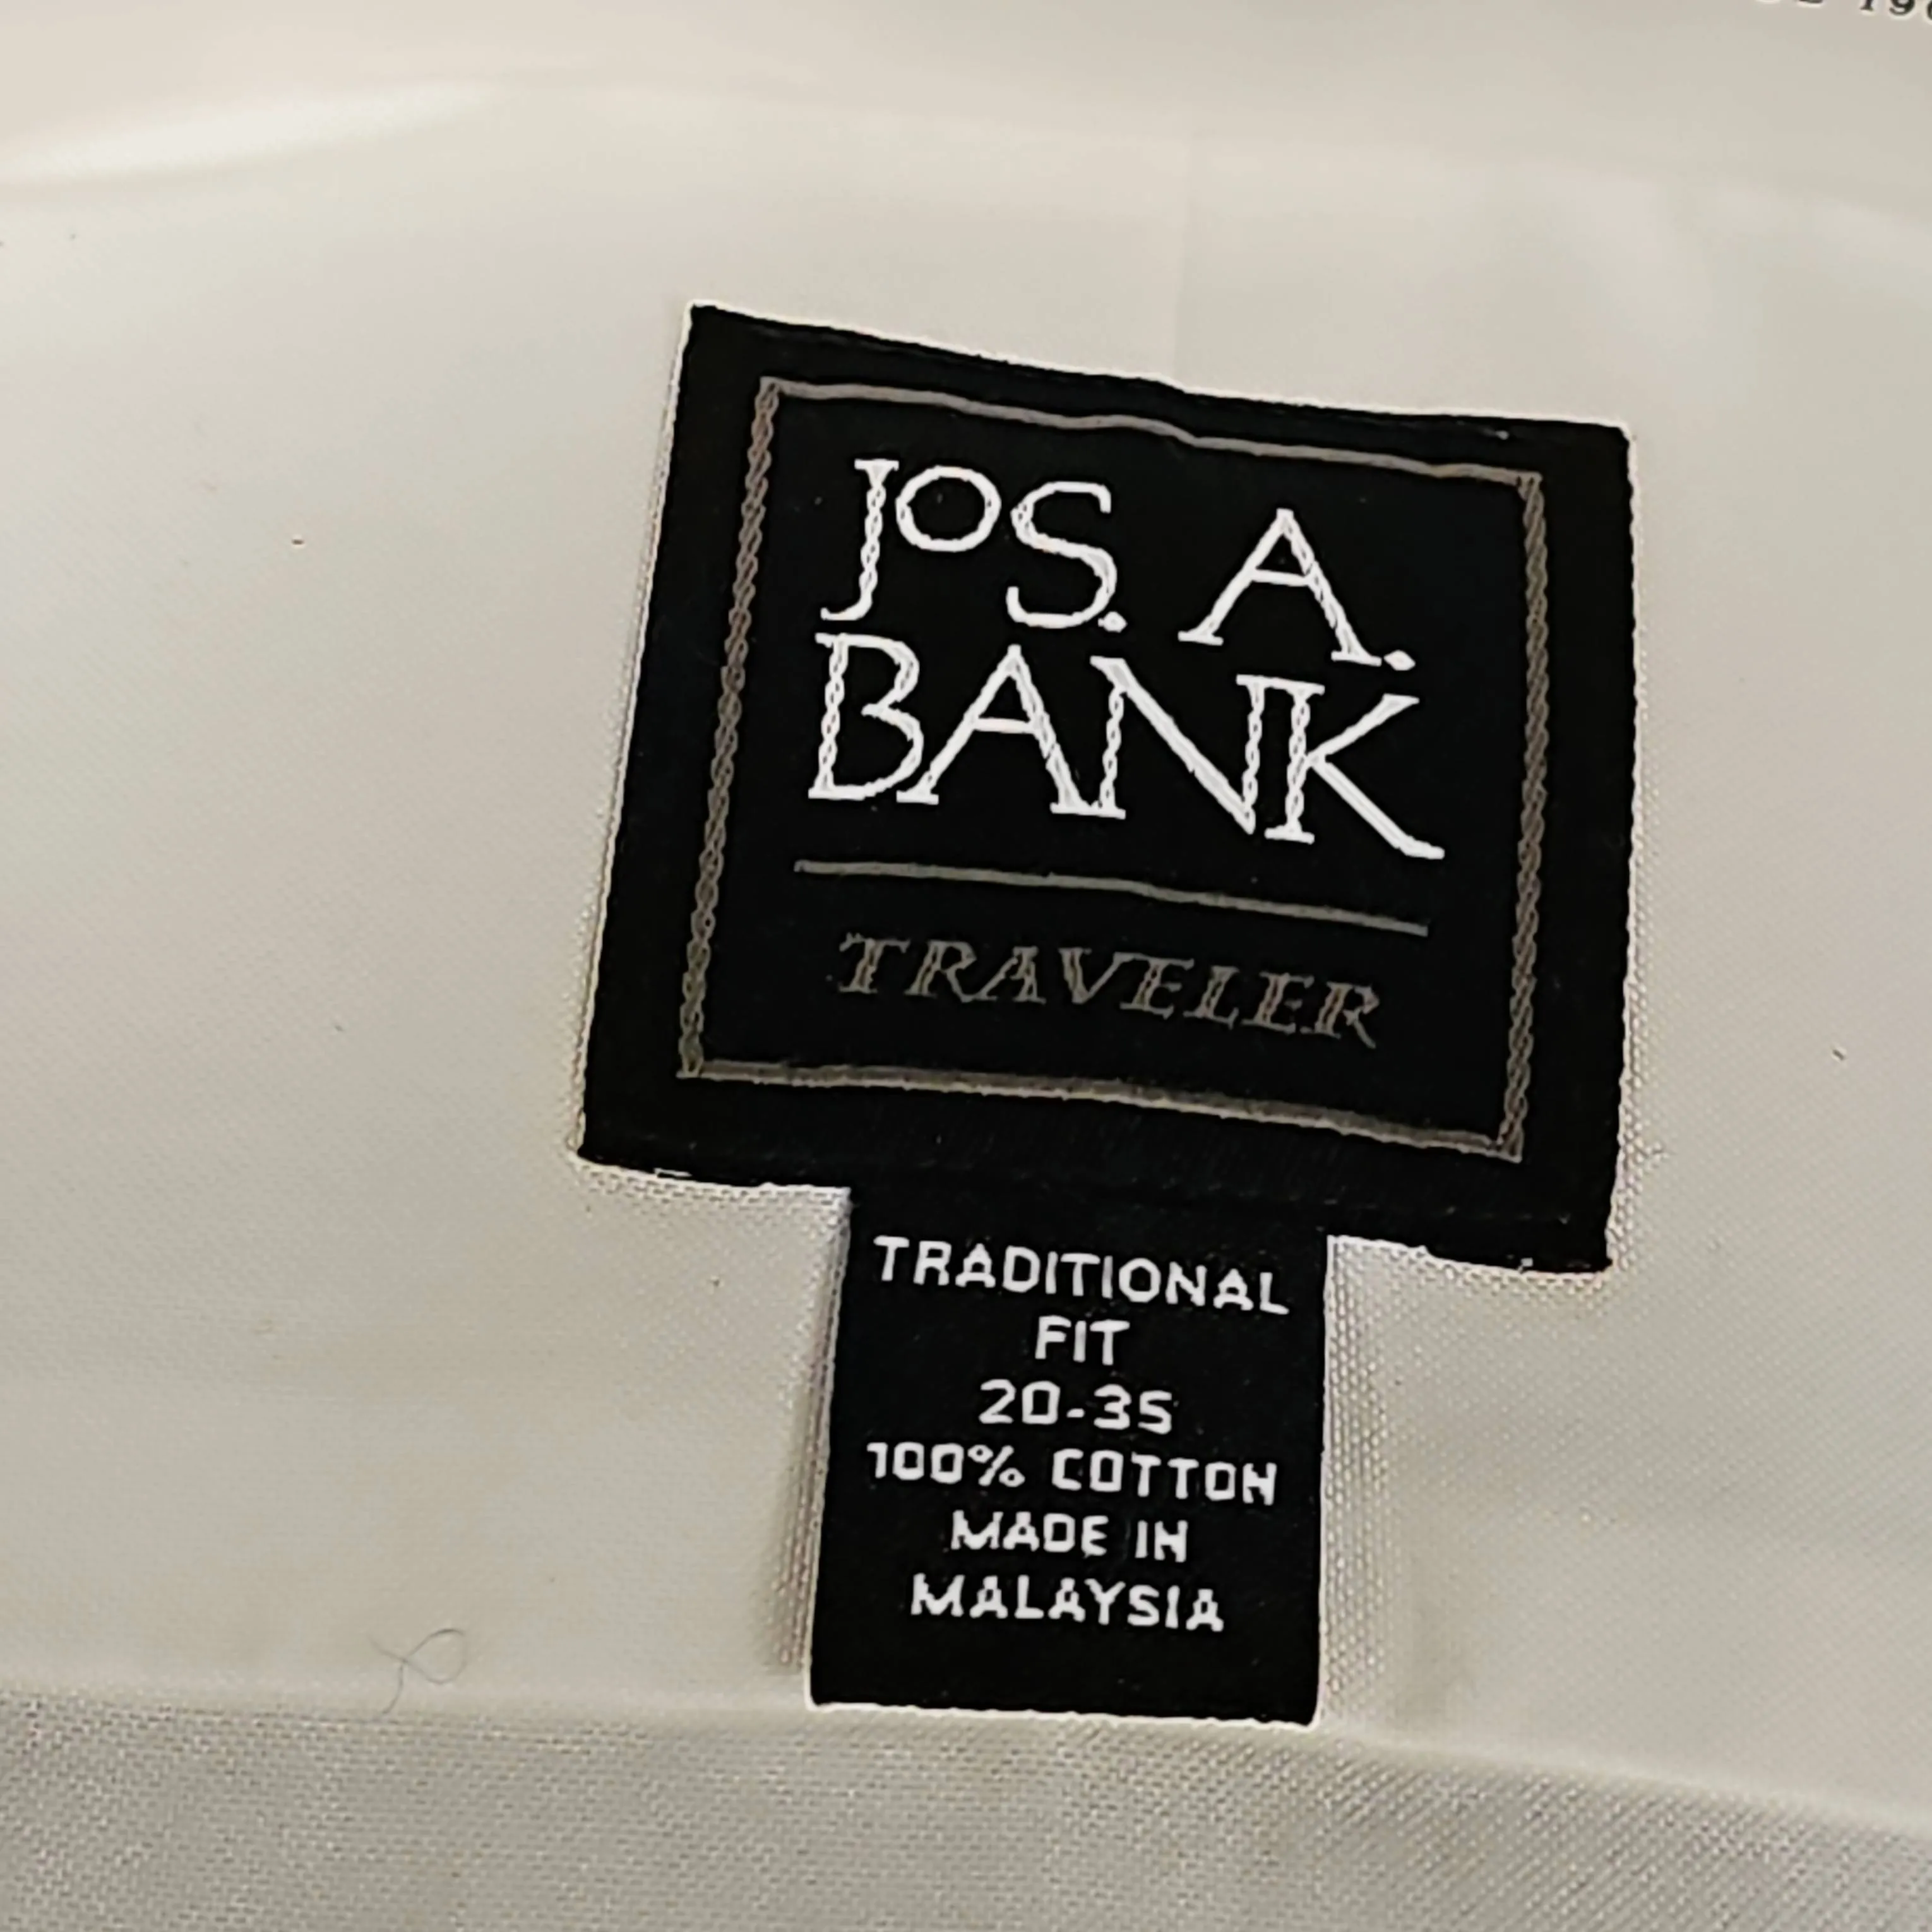 JOS. A.
BANK
TRAVELER
TRADITIONAL
FIT
20-35
100% COTTON
MADE IN
MALAYSIA